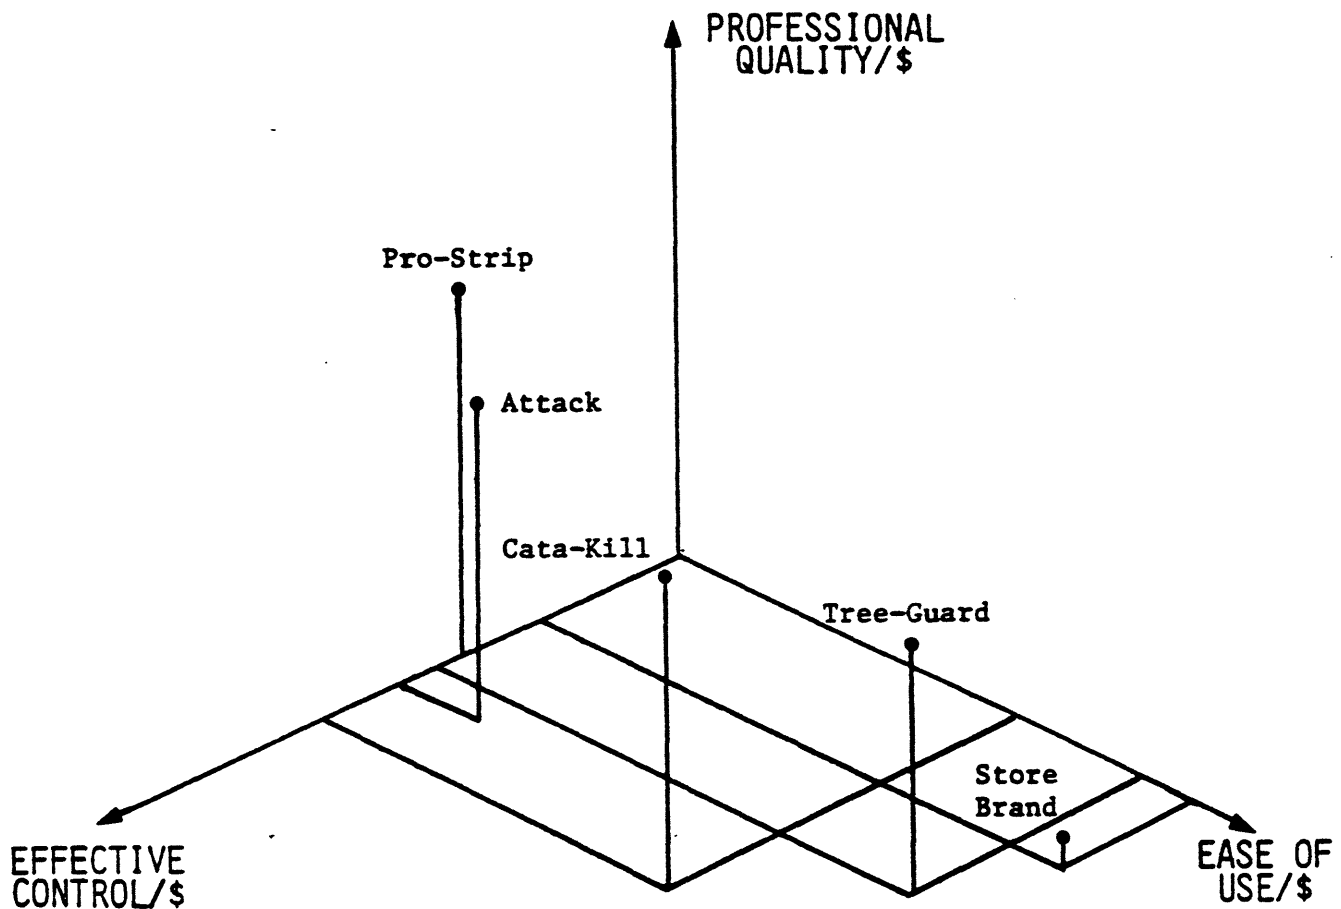 PROFESSIONAL
QUALITY/$
Pro-Strip
Attack
Cata-Kill
Tree-Guard
Store
Brand
EFFECTIVE
CONTROL/$
EASE OF
USE/$